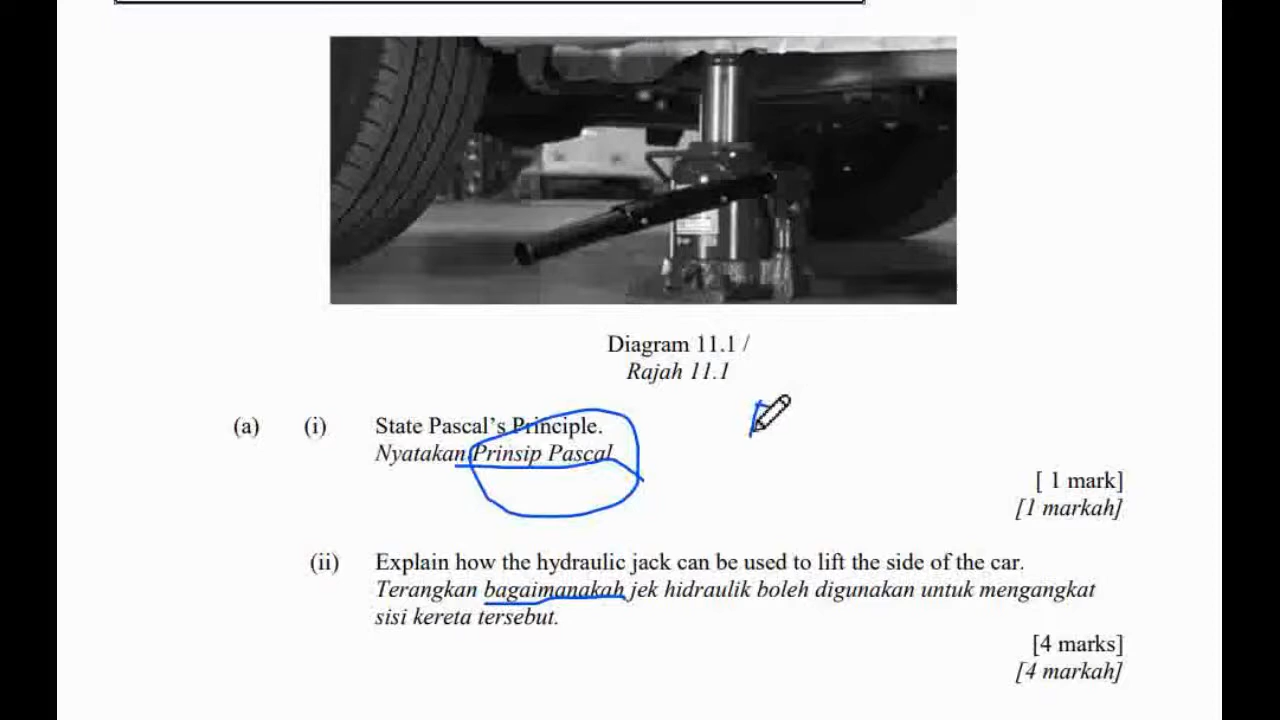 Diagram 11.1 /
Rajah 11.1
(a) (i) State Pascal's Principle.
Nyatakan Prinsip Pascal
[ 1 mark]
[1 markah]
(ii) Explain how the hydraulic jack can be used to lift the side of the car.
Terangkan bagaimanakah jek hidraulik boleh digunakan untuk mengangkat
sisi kereta tersebut.
[4 marks]
[4 markah]